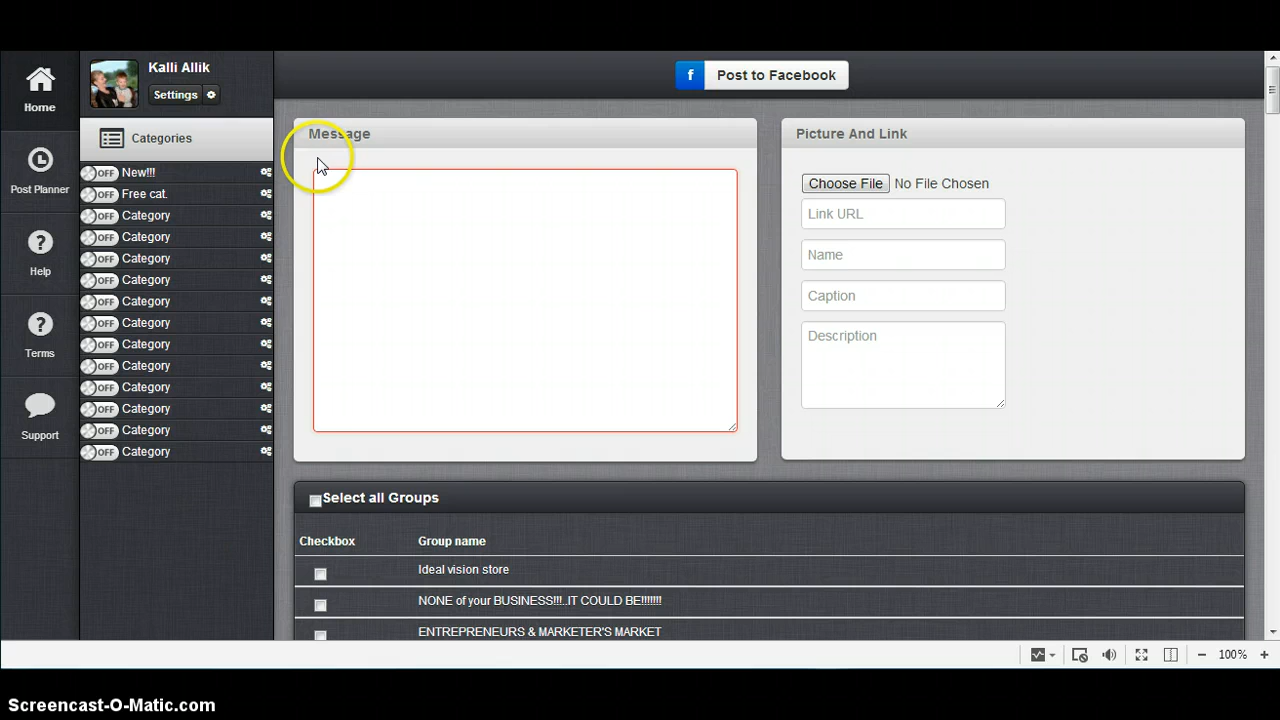 Home
Post Planner
Help
Terms
Support
Kalli Allik
Settings
Categories
OFF New!!!
OFF Free cat.
OFF Category
OFF Category
OFF Category
OFF Category
OFF Category
OFF Category
OFF Category
OFF Category
OFF Category
OFF Category
OFF Category
OFF Category
f Post to Facebook
Message
Picture And Link
Choose File No File Chosen
Link URL
Name
Caption
Description
Select all Groups
Checkbox Group name
Ideal vision store
NONE of your BUSINESS!!!..IT COULD BE!!!!!!!
ENTREPRENEURS & MARKETER'S MARKET
100%
Screencast-O-Matic.com